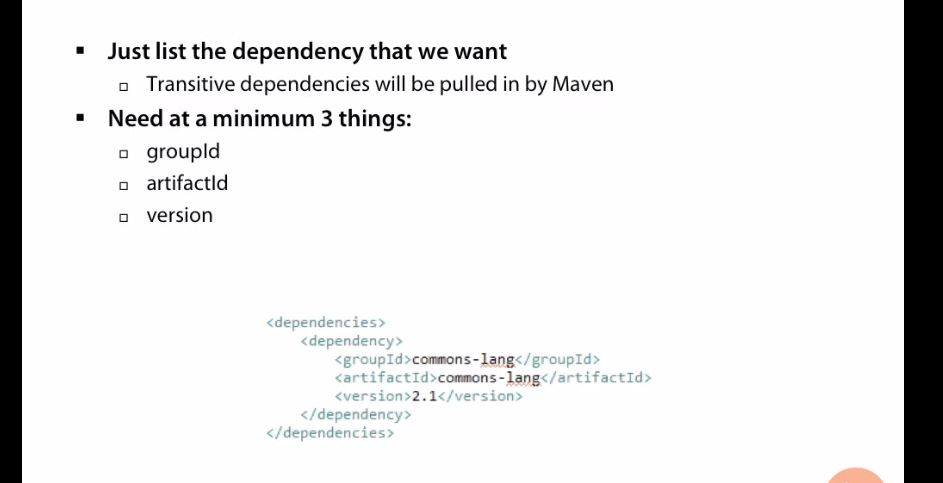 Just list the dependency that we want
Transitive dependencies will be pulled in by Maven
Need at a minimum 3 things:
groupId
artifactId
version
<dependencies>
<dependency>
<groupId>commons-lang</groupId>
<artifactId>commons-lang</artifactId>
<version>2.1</version>
</dependency>
</dependencies>